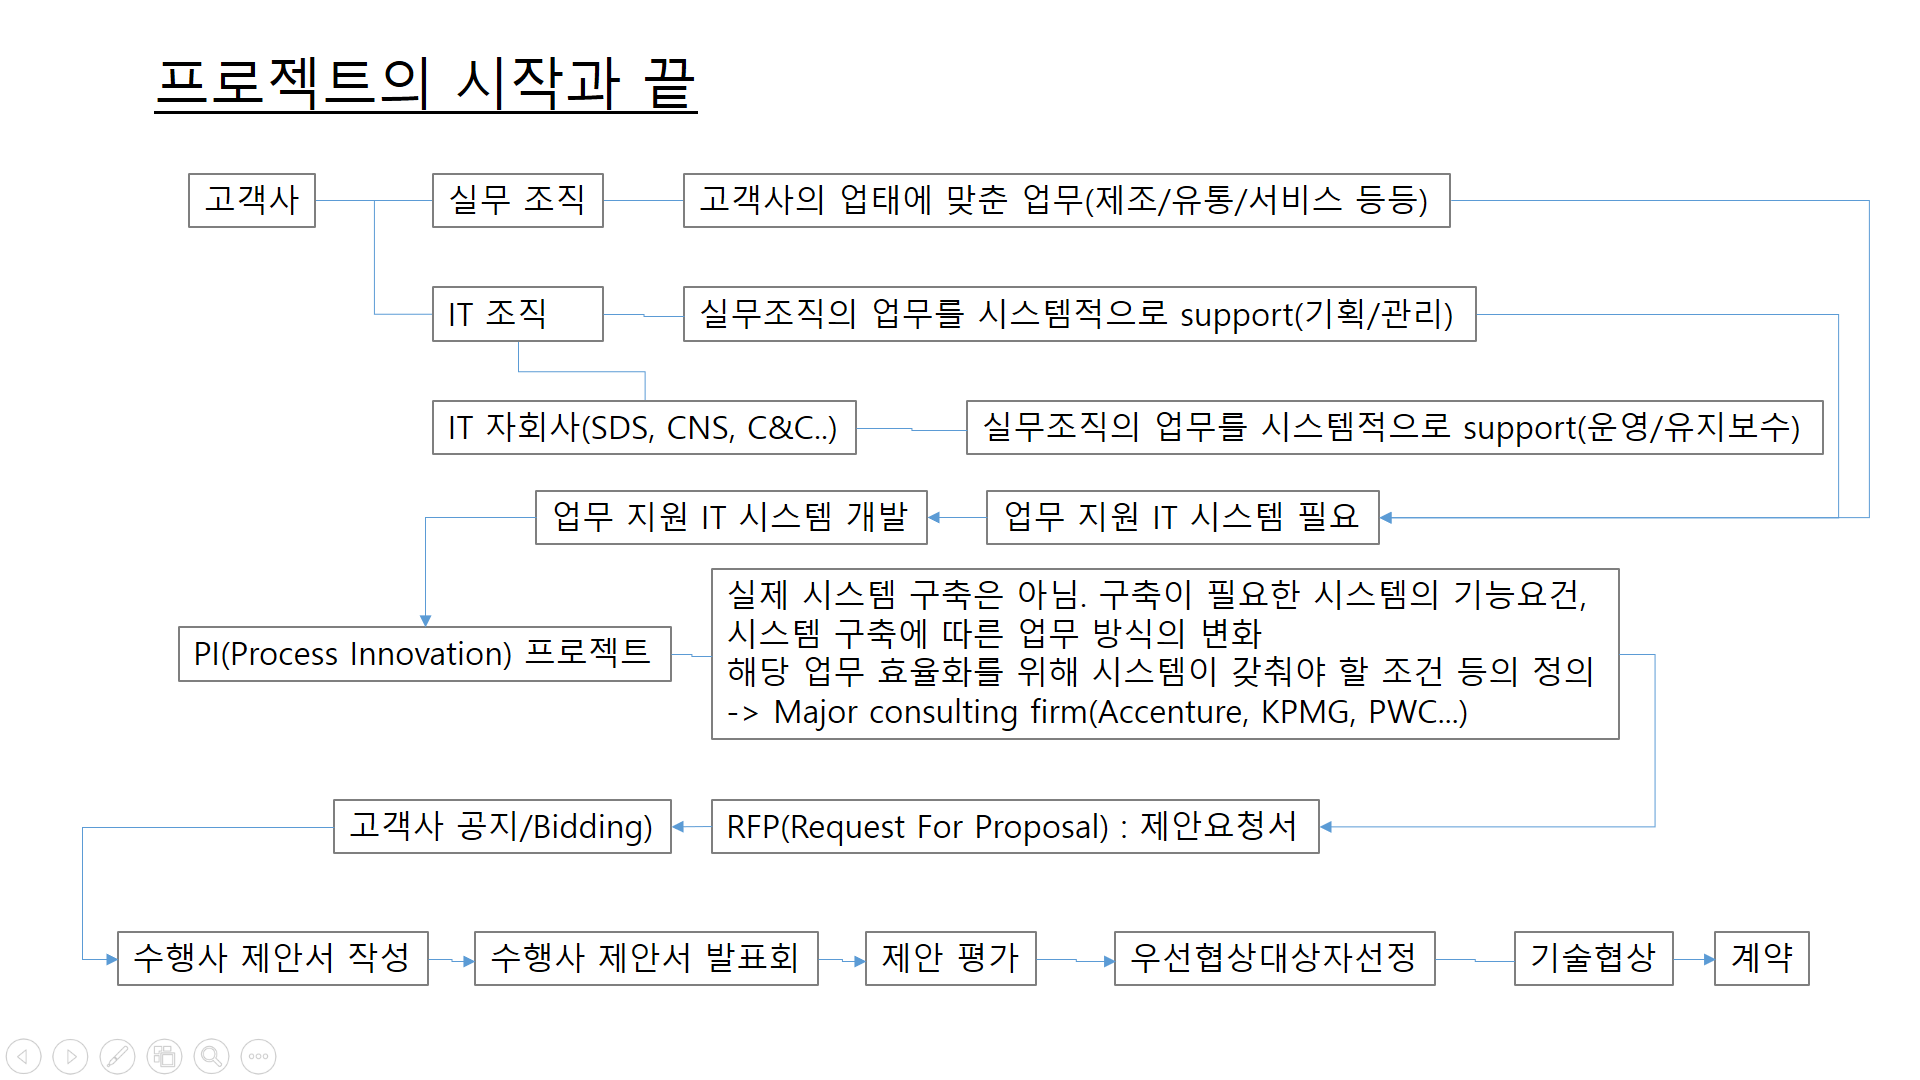 프로젝트의 시작과 끝
고객사
실무 조직
고객사의 업태에 맞춘 업무(제조/유통/서비스 등등)
IT 조직
실무조직의 업무를 시스템적으로 support(기획/관리)
IT 자회사(SDS, CNS, C&C..)
실무조직의 업무를 시스템적으로 support(운영/유지보수)
업무 지원 IT 시스템 개발
업무 지원 IT 시스템 필요
PI(Process Innovation) 프로젝트
실제 시스템 구축은 아님. 구축이 필요한 시스템의 기능요건,
시스템 구축에 따른 업무 방식의 변화
해당 업무 효율화를 위해 시스템이 갖춰야 할 조건 등의 정의
-> Major consulting firm(Accenture, KPMG, PWC...)
고객사 공지/Bidding)
RFP(Request For Proposal) : 제안요청서
수행사 제안서 작성
수행사 제안서 발표회
제안 평가
우선협상대상자선정
기술협상
계약